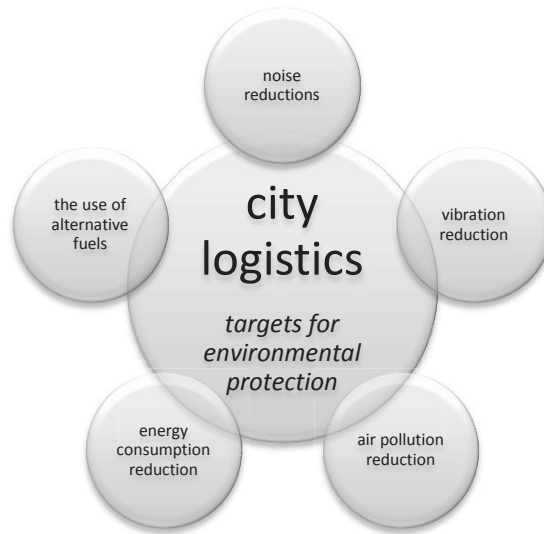 noise
reductions
the use of
alternative
fuels
city
logistics
targets for
environmental
protection
vibration
reduction
energy
consumption
reduction
air pollution
reduction